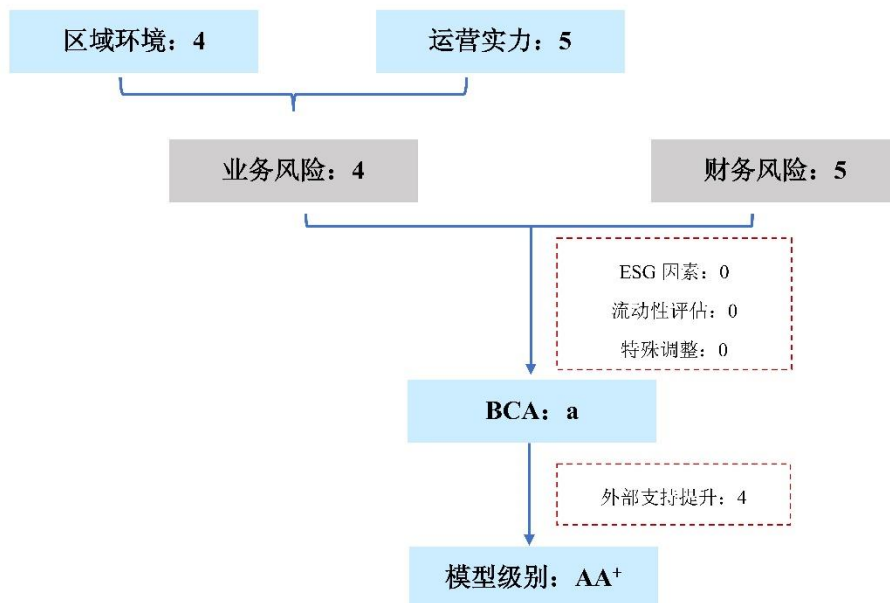 区域环境：4
运营实力：5
业务风险：4
财务风险：5
ESG 因素：0
流动性评估：0
特殊调整：0
BCA：a
外部支持提升：4
模型级别：AA⁺